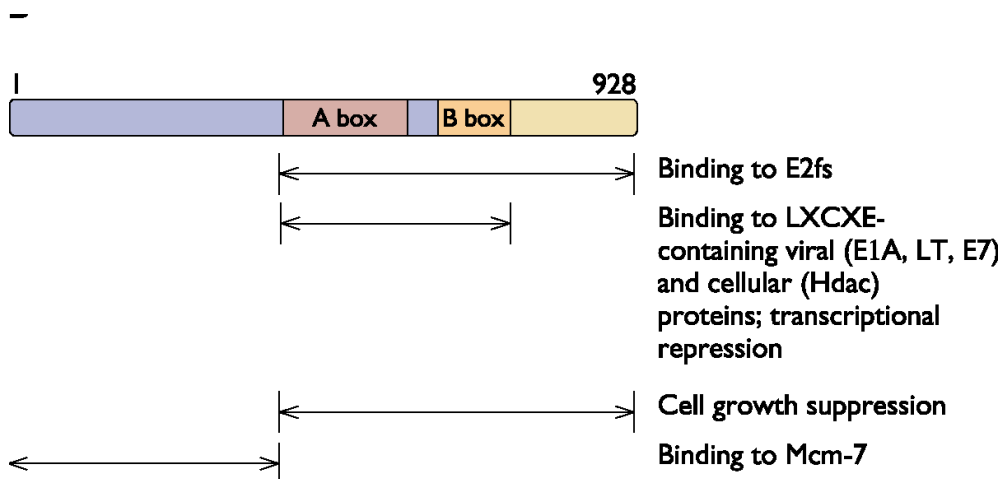 1 928
A box B box
Binding to E2fs
Binding to LXCXE-
containing viral (E1A, LT, E7)
and cellular (Hdac)
proteins; transcriptional
repression
Cell growth suppression
Binding to Mcm-7